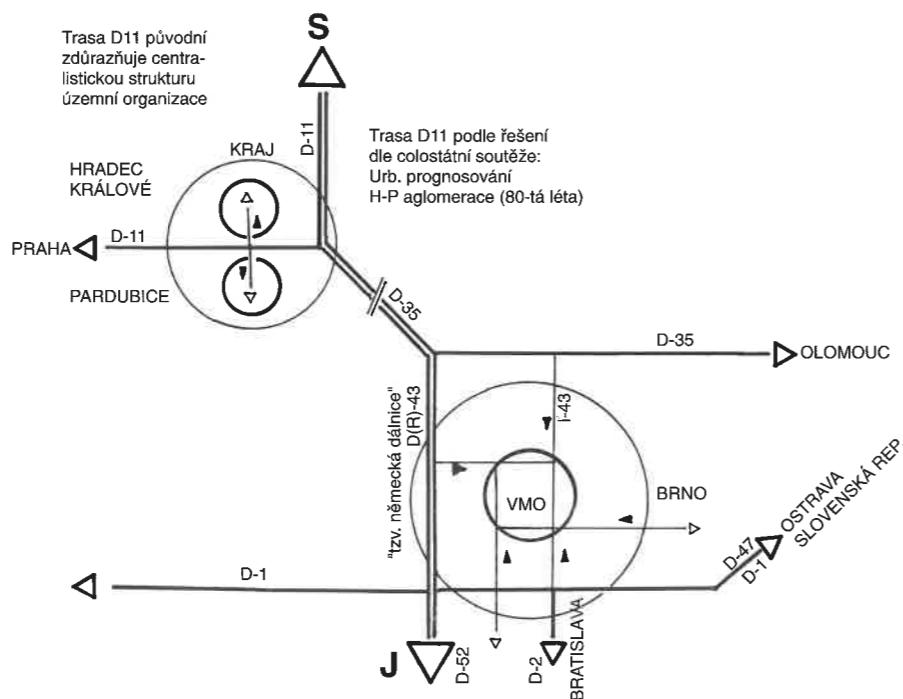 Trasa D11 původní
zdůrazňuje centra-
listickou strukturu
územní organizace
S
D-11
Trasa D11 podle řešení
dle colostátní soutěže:
Urb. prognosování
H-P aglomerace (80-tá léta)
KRAJ
HRADEC
KRÁLOVÉ
D-11
PRAHA
PARDUBICE
D-35
D-35
OLOMOUC
"tzv. německá dálnice"
D(R)-43
I-43
VMO
BRNO
OSTRAVA
SLOVENSKÁ REP
D-47
D-1
D-1
J
D-52
D-2
BRATISLAVA